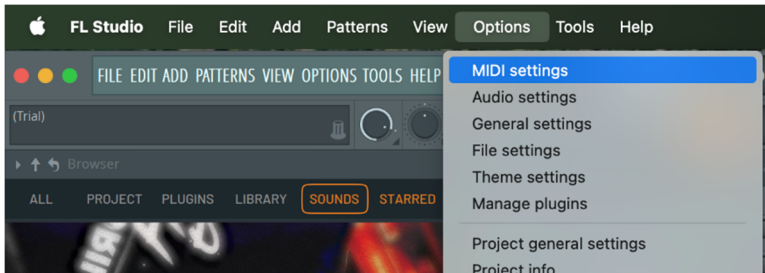 FL Studio File Edit Add Patterns View Options Tools Help
FILE EDIT ADD PATTERNS VIEW OPTIONS TOOLS HELP
MIDI settings
Audio settings
General settings
File settings
Theme settings
Manage plugins
Project general settings
Project info
(Trial)
Browser
ALL PROJECT PLUGINS LIBRARY SOUNDS STARRED